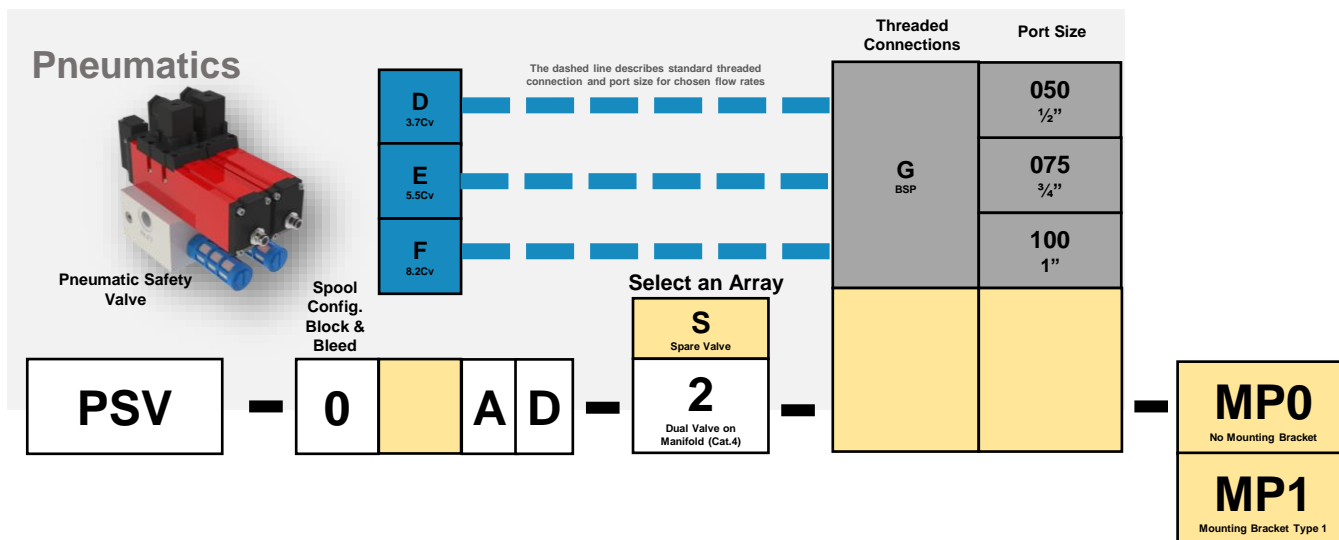 Pneumatics
Threaded
Connections
Port Size
The dashed line describes standard threaded
connection and port size for chosen flow rates
D
3.7Cv
E
5.5Cv
F
8.2Cv
G
BSP
050
½”
075
¾”
100
1”
Pneumatic Safety
Valve
Spool
Config.
Block &
Bleed
Select an Array
S
Spare Valve
PSV
0
A
D
2
Dual Valve on
Manifold (Cat.4)
MP0
No Mounting Bracket
MP1
Mounting Bracket Type 1